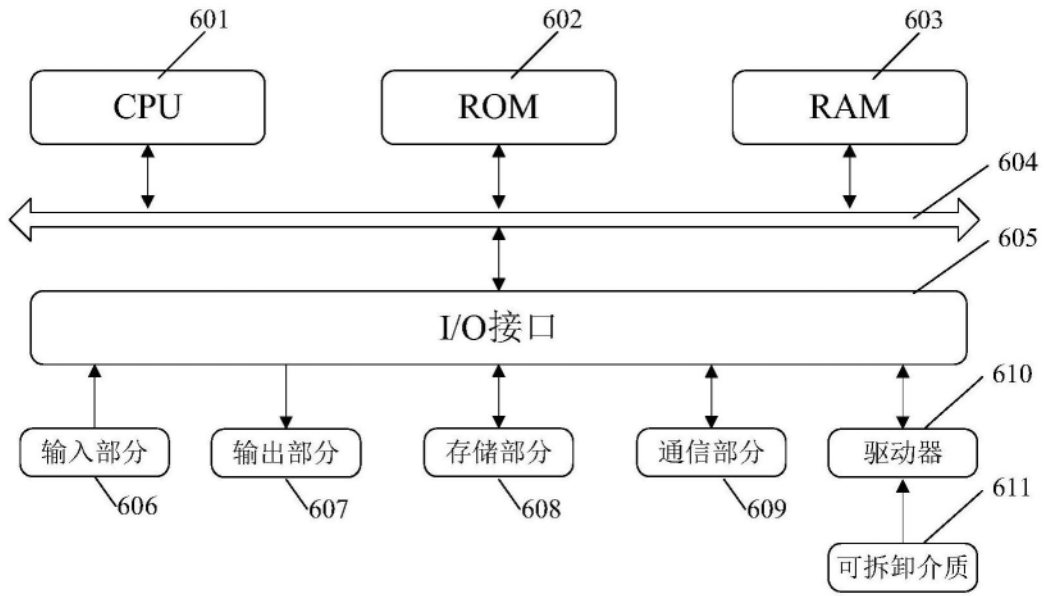 601
602
603
CPU
ROM
RAM
604
605
I/O接口
610
输入部分
输出部分
存储部分
通信部分
驱动器
606
607
608
609
611
可拆卸介质